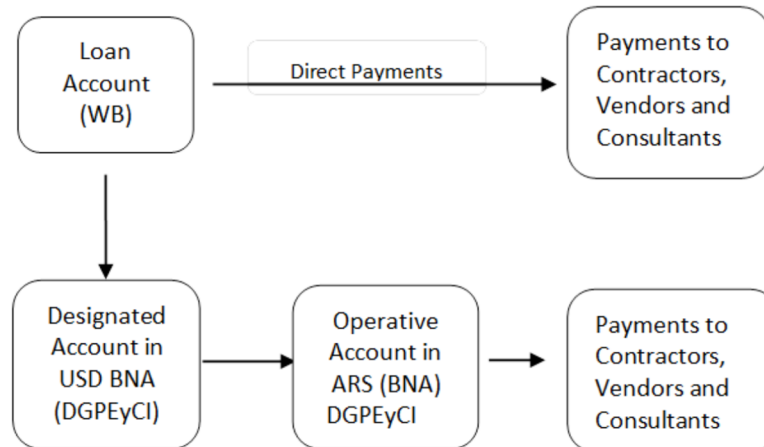 Loan
Account
(WB)
Direct Payments
Payments to
Contractors,
Vendors and
Consultants
Designated
Account in
USD BNA
(DGPEyCI)
Operative
Account in
ARS (BNA)
DGPEyCI
Payments to
Contractors,
Vendors and
Consultants